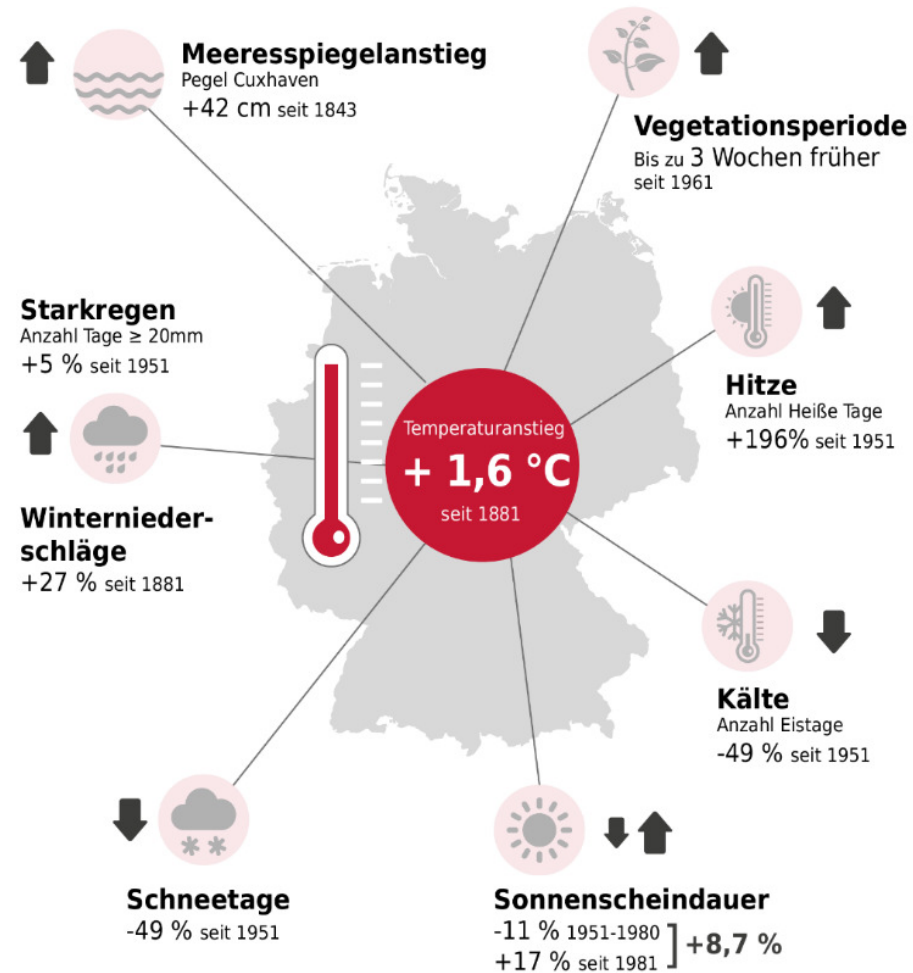 Meeresspiegelanstieg
Pegel Cuxhaven
+42 cm seit 1843
Vegetationsperiode
Bis zu 3 Wochen früher
seit 1961
Starkregen
Anzahl Tage ≥ 20mm
+5 % seit 1951
Hitze
Anzahl Heiße Tage
+196% seit 1951
Temperaturanstieg
+ 1,6 °C
seit 1881
Winternieder-
schläge
+27 % seit 1881
Kälte
Anzahl Eistage
-49 % seit 1951
Schneetage
-49 % seit 1951
Sonnenscheindauer
-11 % 1951-1980
+17 % seit 1981
+8,7 %